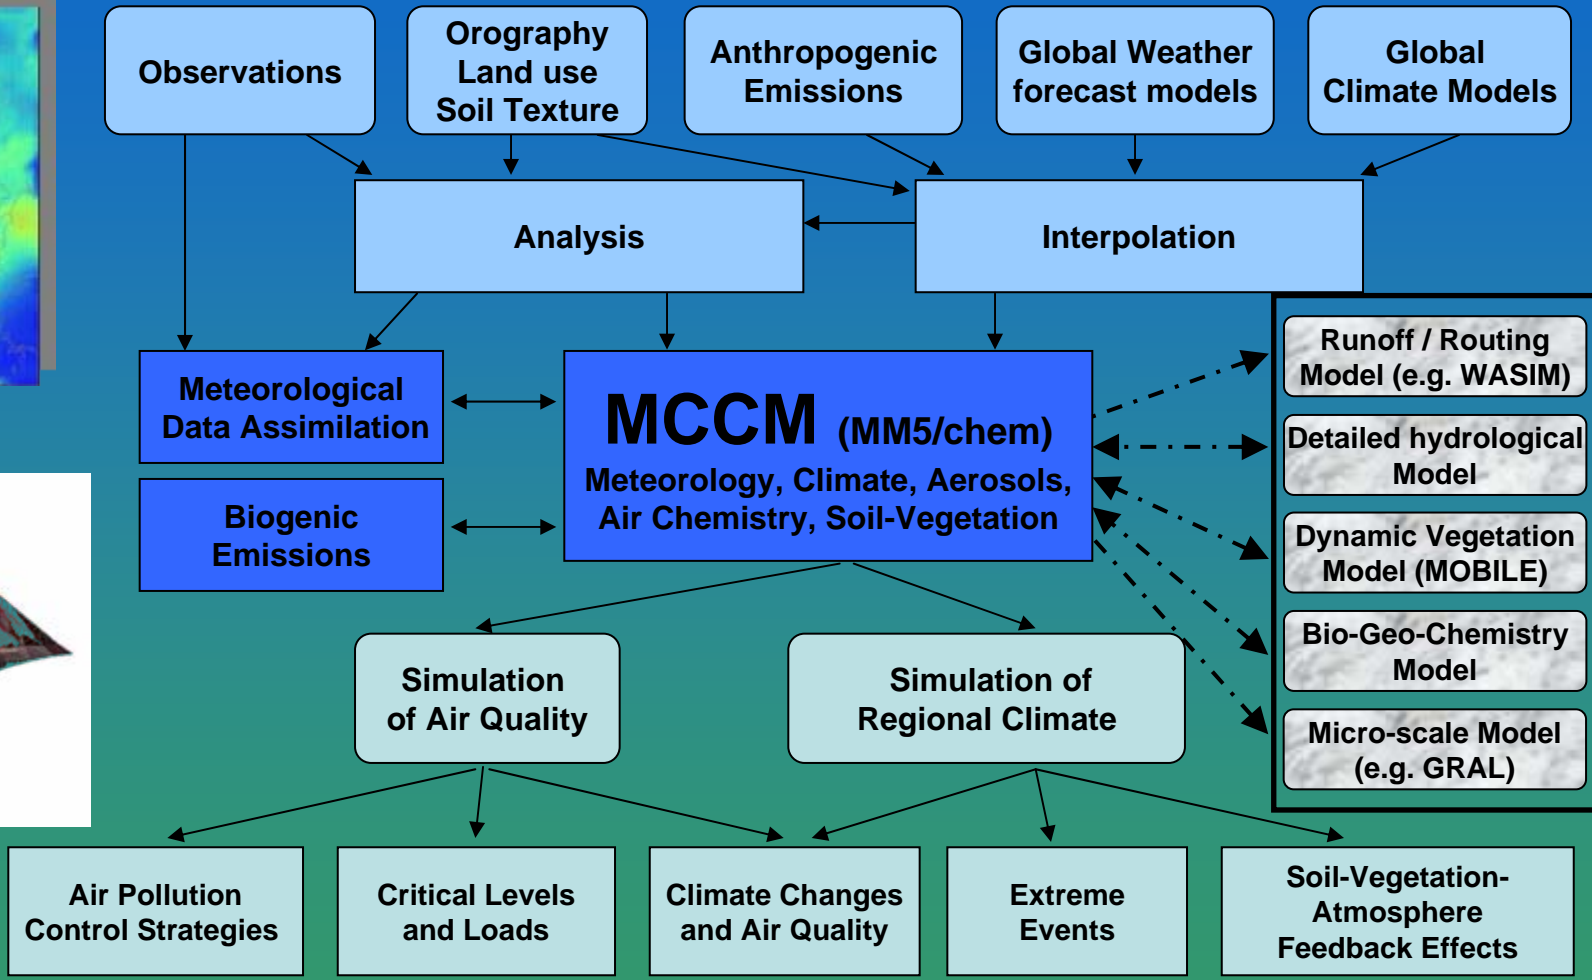 Observations
Orography
Land use
Soil Texture
Anthropogenic
Emissions
Global Weather
forecast models
Global
Climate Models
Analysis
Interpolation
Meteorological
Data Assimilation
Biogenic
Emissions
MCCM (MM5/chem)
Meteorology, Climate, Aerosols,
Air Chemistry, Soil-Vegetation
Runoff / Routing
Model (e.g. WASIM)
Detailed hydrological
Model
Dynamic Vegetation
Model (MOBILE)
Bio-Geo-Chemistry
Model
Micro-scale Model
(e.g. GRAL)
Simulation
of Air Quality
Simulation of
Regional Climate
Air Pollution
Control Strategies
Critical Levels
and Loads
Climate Changes
and Air Quality
Extreme
Events
Soil-Vegetation-
Atmosphere
Feedback Effects